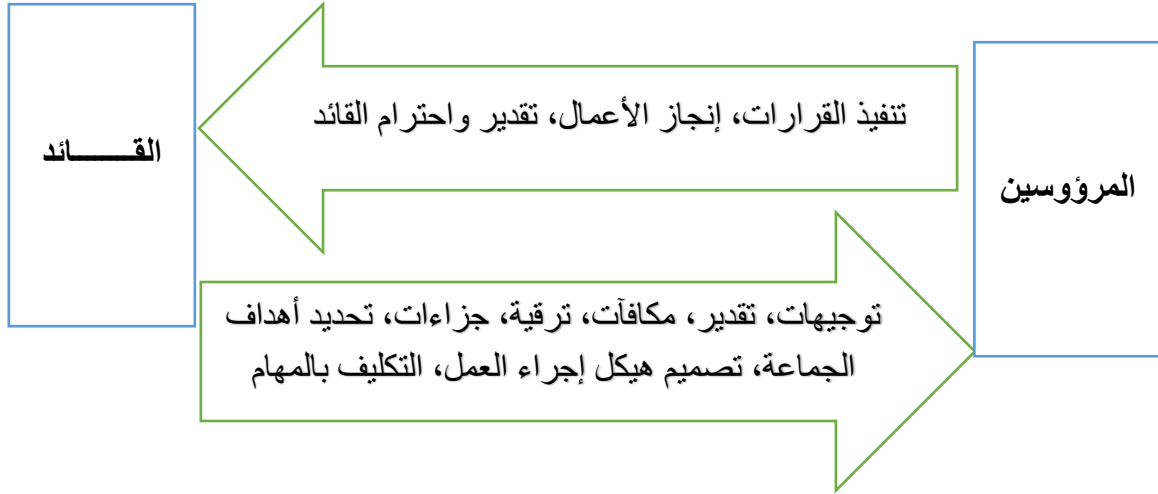 المرؤوسين
تنفيذ القرارات، إنجاز الأعمال، تقدير واحترام القائد
القـــــــــائد
توجيهات، تقدير، مكافآت، ترقية، جزاءات، تحديد أهداف
الجماعة، تصميم هيكل إجراء العمل، التكليف بالمهام